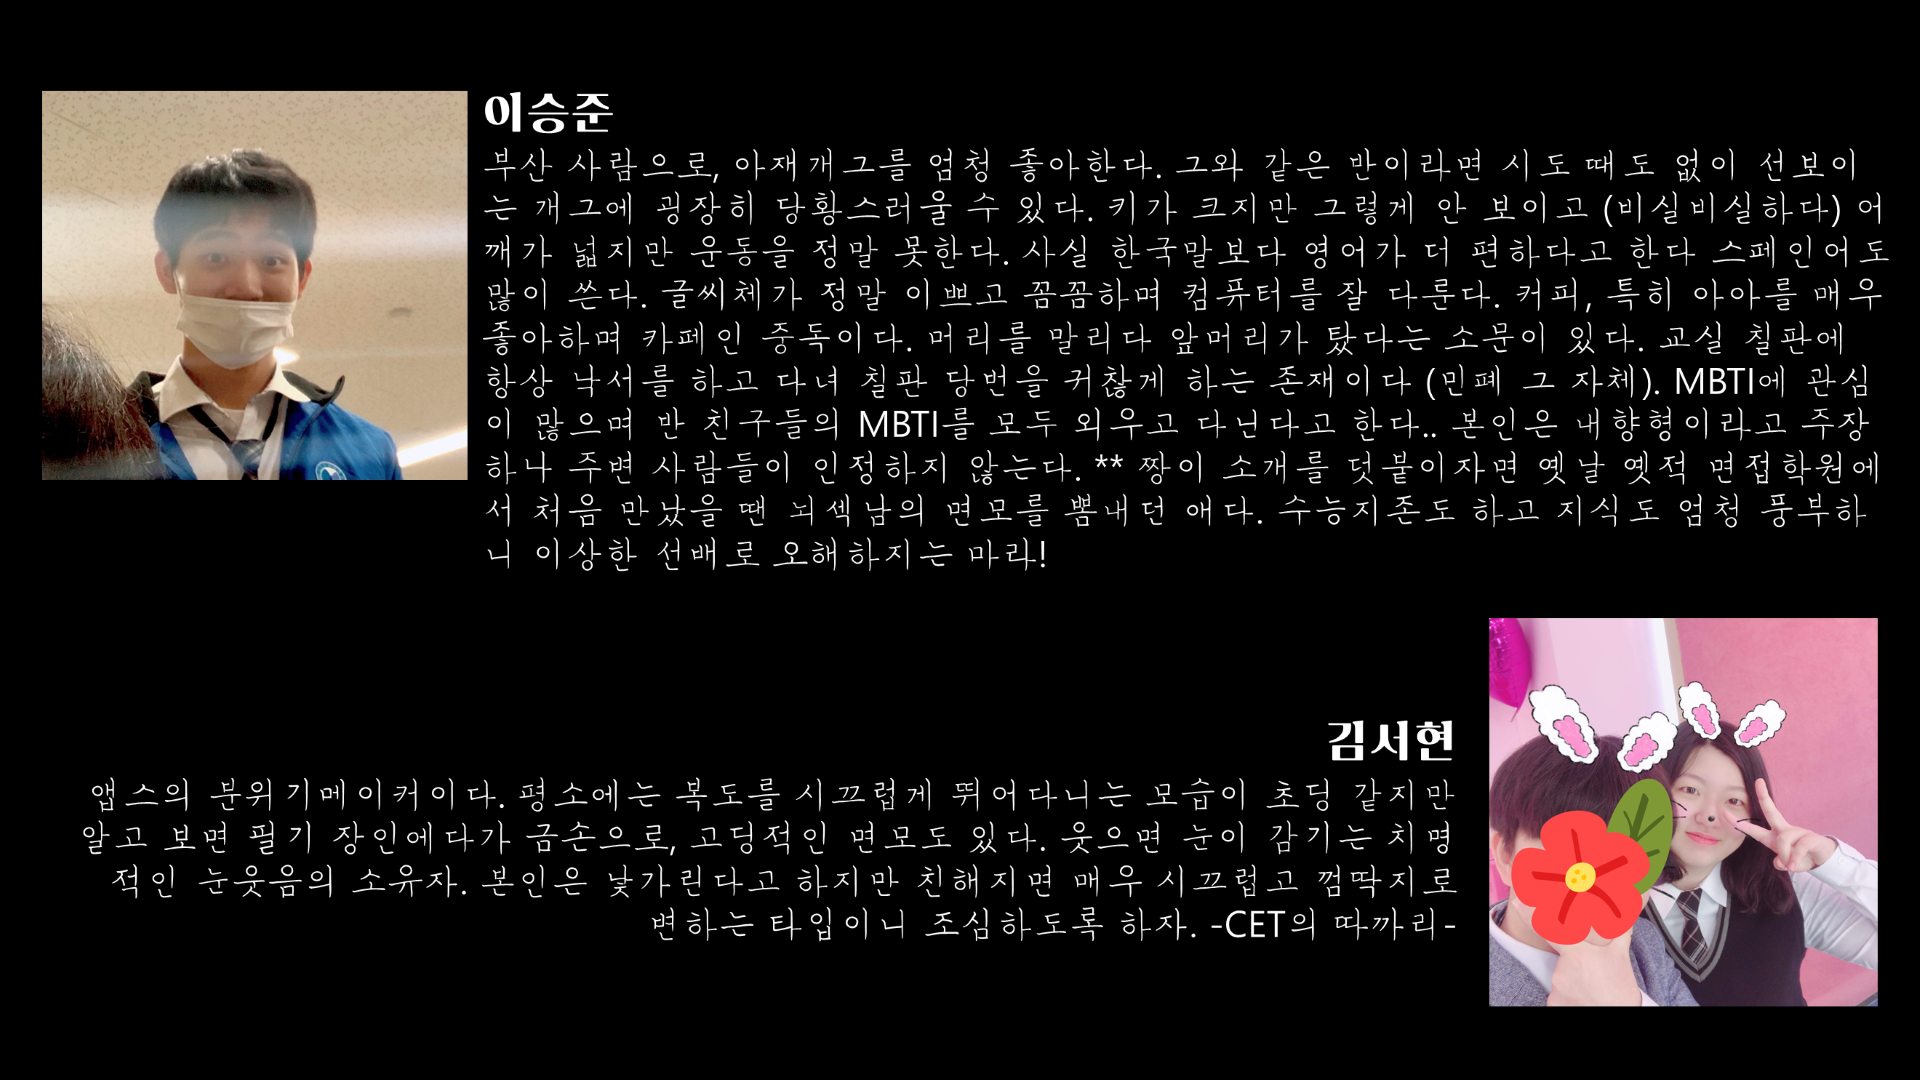 이승준
부산 사람으로, 아재개그를 엄청 좋아한다. 그와 같은 반이라면 시도 때도 없이 선보이
는 개그에 굉장히 당황스러울 수 있다. 키가 크지만 그렇게 안 보이고 (비실비실하다) 어
깨가 넓지만 운동을 정말 못한다. 사실 한국말보다 영어가 더 편하다고 한다 스페인어도
많이 쓴다. 글씨체가 정말 이쁘고 꼼꼼하며 컴퓨터를 잘 다룬다. 커피, 특히 아아를 매우
좋아하며 카페인 중독이다. 머리를 말리다 앞머리가 탔다는 소문이 있다. 교실 칠판에
항상 낙서를 하고 다녀 칠판 당번을 귀찮게 하는 존재이다 (민폐 그 자체). MBTI에 관심
이 많으며 반 친구들의 MBTI를 모두 외우고 다닌다고 한다.. 본인은 내향형이라고 주장
하나 주변 사람들이 인정하지 않는다. ** 짱이 소개를 덧붙이자면 옛날 옛적 면접학원에
서 처음 만났을 땐 뇌섹남의 면모를 뽐내던 애다. 수능지존도 하고 지식도 엄청 풍부하
니 이상한 선배로 오해하지는 마라!
김서현
앱스의 분위기메이커이다. 평소에는 복도를 시끄럽게 뛰어다니는 모습이 초딩 같지만
알고 보면 필기 장인에다가 금손으로, 고딩적인 면모도 있다. 웃으면 눈이 감기는 치명
적인 눈웃음의 소유자. 본인은 낯가린다고 하지만 친해지면 매우 시끄럽고 껌딱지로
변하는 타입이니 조심하도록 하자. -CET의 따까리-